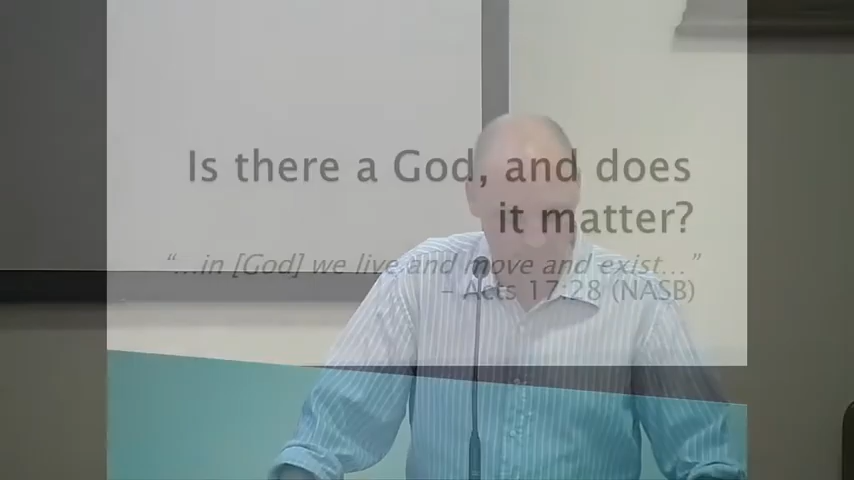 Is there a God, and does
it matter?
“...in [God] we live and move and exist...”
– Acts 17:28 (NASB)